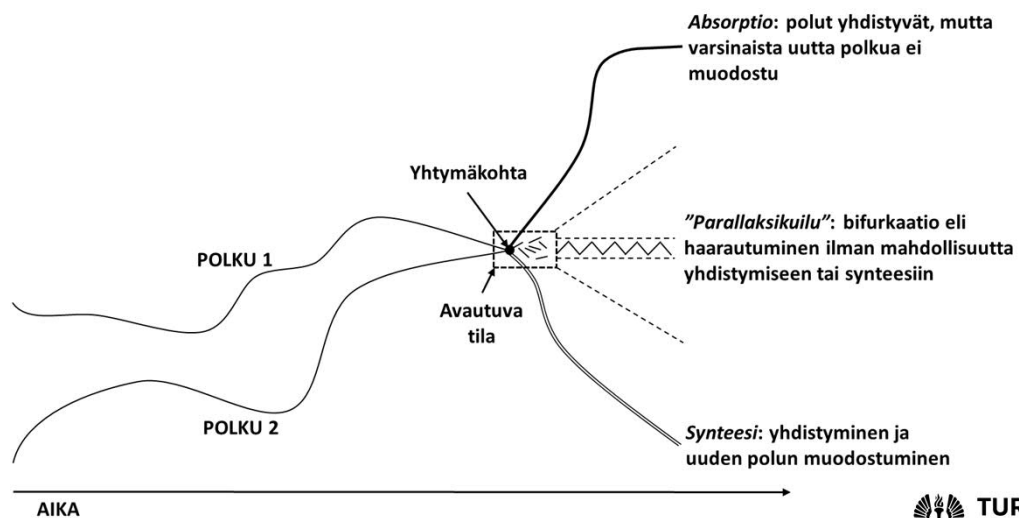 Absorptio: polut yhdistyvät, mutta
varsinaista uutta polkua ei
muodostu
Yhtymäkohta
"Parallaksikuilu": bifurkaatio eli
haarautuminen ilman mahdollisuutta
yhdistymiseen tai synteesiin
POLKU 1
Avautuva
tila
POLKU 2
Synteesi: yhdistyminen ja
uuden polun muodostuminen
AIKA
TUR